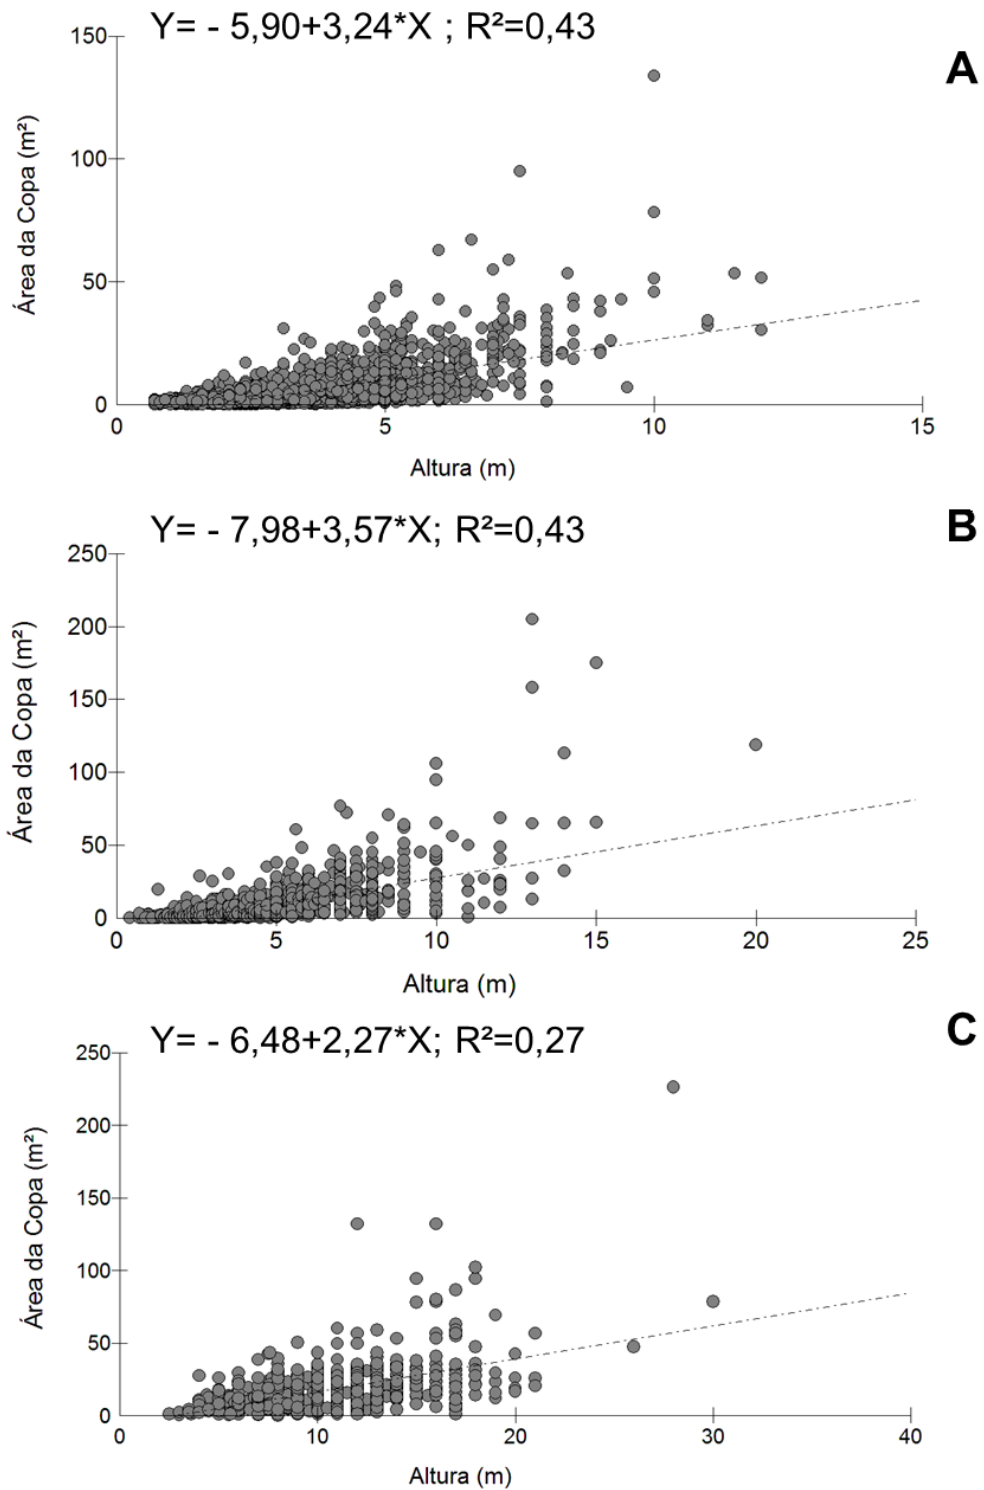 Y= - 5,90+3,24*X ; R²=0,43
A
150
100
50
0
Área da Copa (m²)
0 5 10 15
Altura (m)
Y= - 7,98+3,57*X; R²=0,43
B
250
200
150
100
50
0
Área da Copa (m²)
0 5 10 15 20 25
Altura (m)
Y= - 6,48+2,27*X; R²=0,27
C
250
200
150
100
50
0
Área da Copa (m²)
0 10 20 30 40
Altura (m)